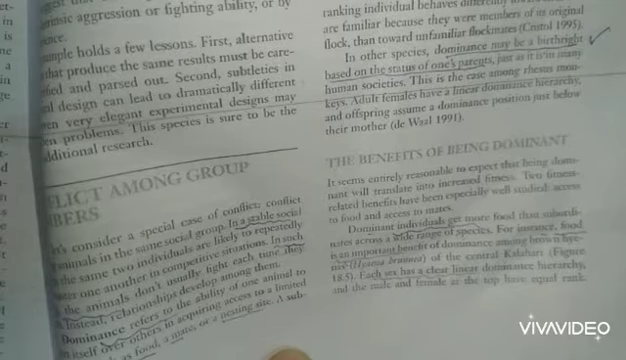 aggression or fighting ability, or by
holds a few lessons. First, alternative
that produce the same results must be care-
and parsed out. Second, subtleties in
design can lead to dramatically different
very elegant experimental designs may
problems. This species is sure to be the
additional research.
AMONG GROUP
consider a special case of conflict: conflict
animals in the same social group. In a stable social
the same two individuals are likely to repeatedly
one another in competitive situations. In such
the animals don't usually fight each time they
Instead, relationships develop among them.
Dominance refers to the ability of one animal to
itself over others in acquiring access to a limited
as food, a mate, or a nesting site. A sub-
ranking individual behaves
are familiar because they were members of its original
flock, than toward unfamiliar flockmates (Cristol 1995).
In other species, dominance may be a birthright
based on the status of one's parents, just as it is in many
human societies. This is the case among rhesus mon-
keys. Adult females have a linear dominance hierarchy,
and offspring assume a dominance position just below
their mother (de Waal 1991).
THE BENEFITS OF BEING DOMINANT
It seems entirely reasonable to expect that being domi-
nant will translate into increased fitness. Two fitness-
related benefits have been especially well studied: access
to food and access to mates.
Dominant individuals get more food than subordi-
nates across a wide range of species. For instance, food
is an important benefit of dominance among brown hye-
nas (Hyaena brunnea) of the central Kalahari (Figure
18.5). Each sex has a clear linear dominance hierarchy,
and the male and female at the top have equal rank.
VIVAVIDEO